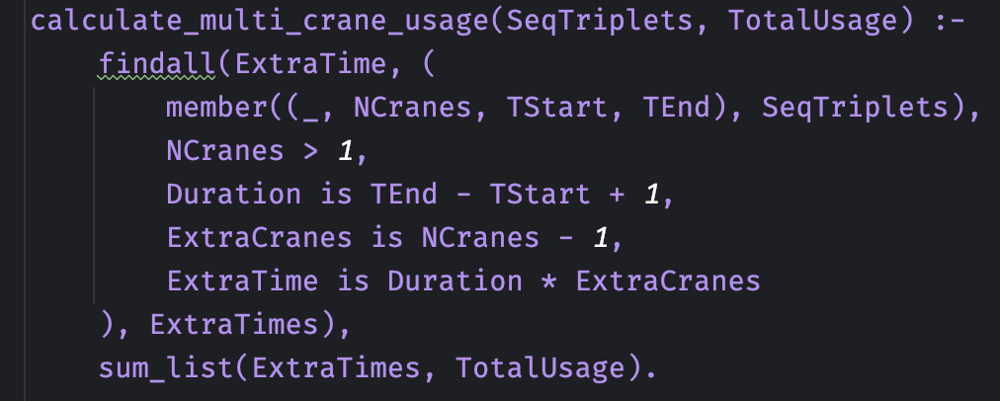 calculate_multi_crane_usage(SeqTriplets, TotalUsage) :-
    findall(ExtraTime, (
        member((_, NCranes, TStart, TEnd), SeqTriplets),
        NCranes > 1,
        Duration is TEnd - TStart + 1,
        ExtraCranes is NCranes - 1,
        ExtraTime is Duration * ExtraCranes
    ), ExtraTimes),
    sum_list(ExtraTimes, TotalUsage).